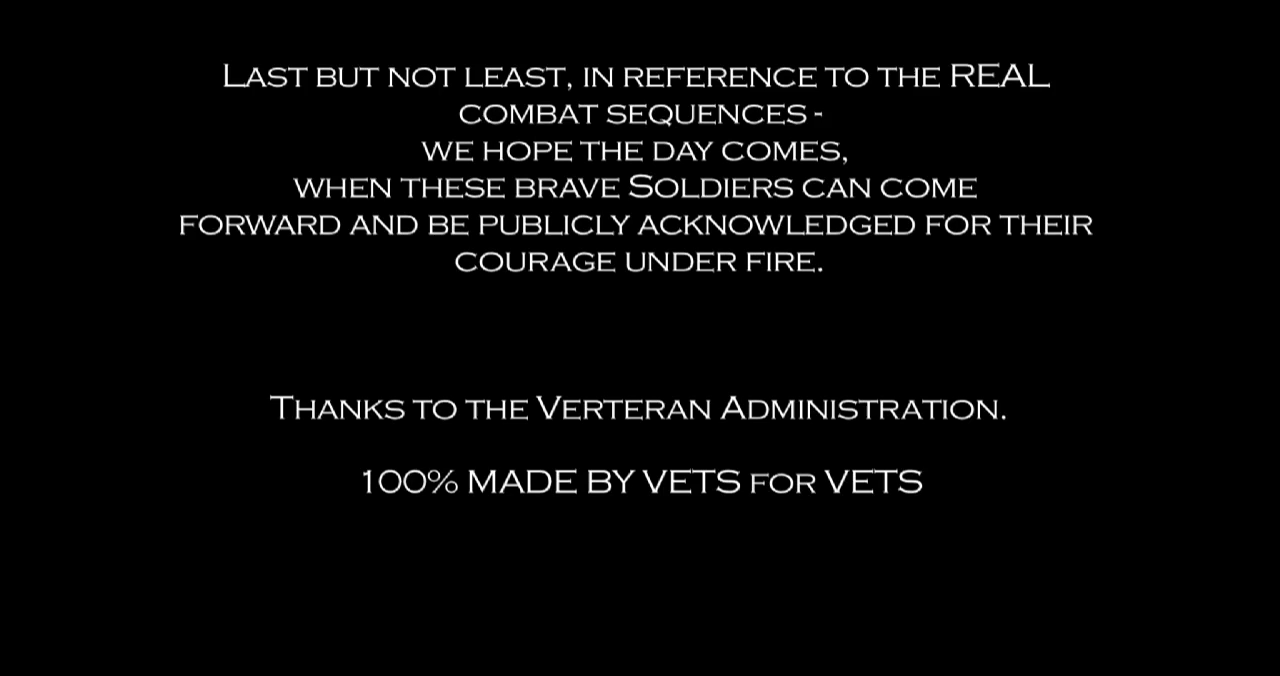 Last but not least, in reference to the REAL
combat sequences -
we hope the day comes,
when these brave Soldiers can come
forward and be publicly acknowledged for their
courage under fire.
Thanks to the Verteran Administration.
100% MADE BY VETS for VETS